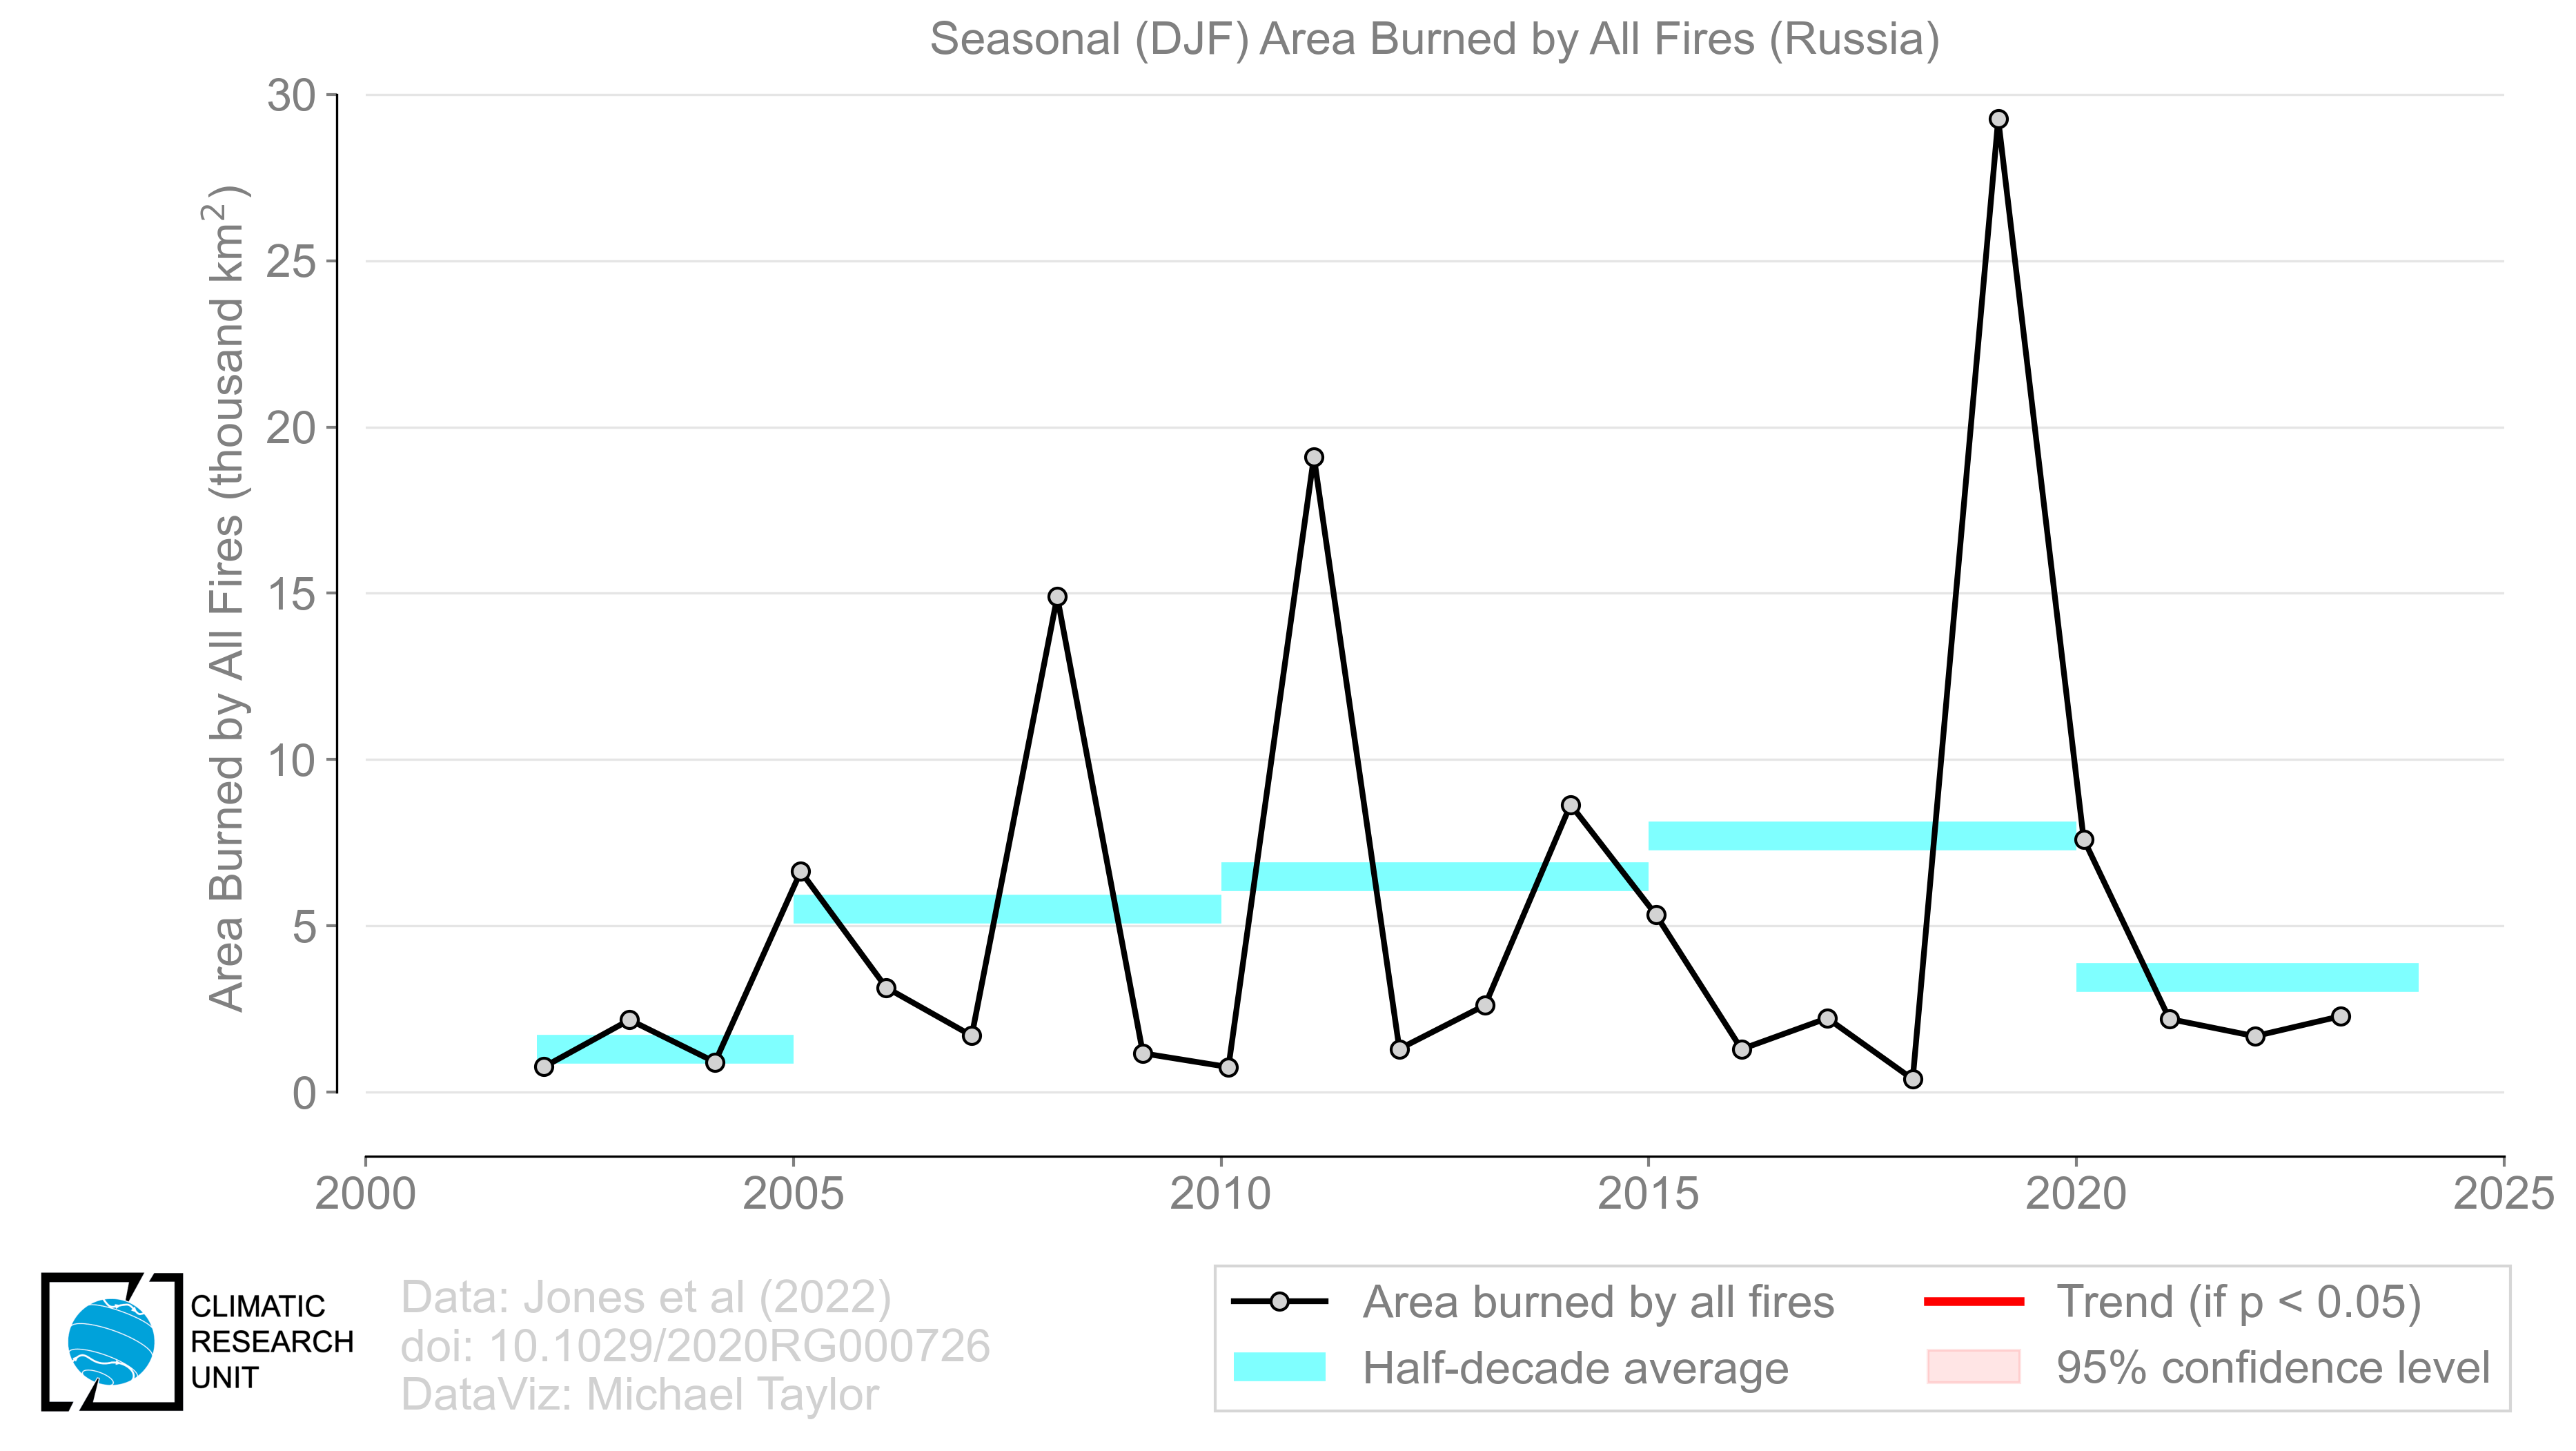 Seasonal (DJF) Area Burned by All Fires (Russia)
Area Burned by All Fires (thousand km²)
30
25
20
15
10
5
0
2000 2005 2010 2015 2020 2025
CLIMATIC
RESEARCH
UNIT
Data: Jones et al (2022)
doi: 10.1029/2020RG000726
DataViz: Michael Taylor
Area burned by all fires
Half-decade average
Trend (if p < 0.05)
95% confidence level